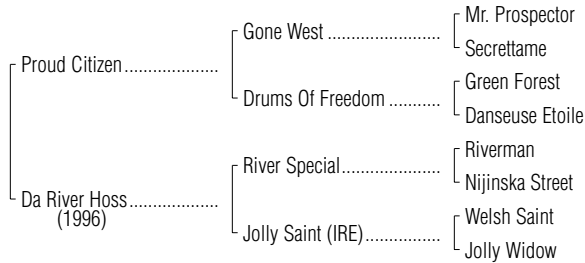 Mr. Prospector
Gone West ....................
Secrettame
Proud Citizen.....................
Green Forest
Drums Of Freedom ...........
Danseuse Etoile
Riverman
River Special.....................
Nijinska Street
Da River Hoss....................
(1996)
Welsh Saint
Jolly Saint (IRE)................
Jolly Widow